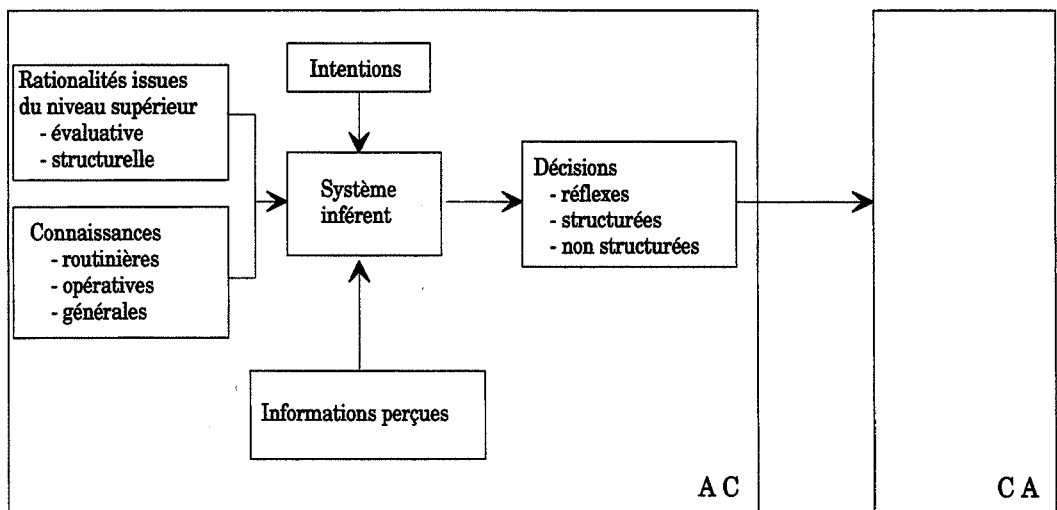 Rationalités issues
du niveau supérieur
- évaluative
- structurelle
Connaissances
- routinières
- opératives
- générales
Intentions
Système
inférent
Informations perçues
Décisions
- réflexes
- structurées
- non structurées
A C
C A